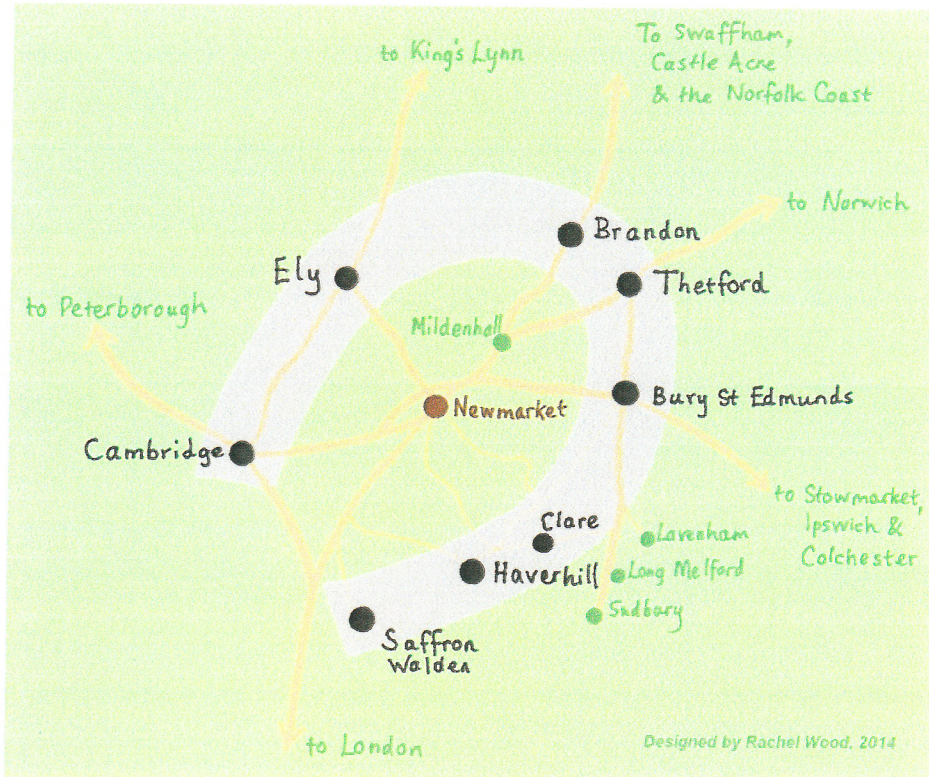 to King's Lynn
To Swaffham,
Castle Acre
& the Norfolk Coast
to Norwich
Brandon
Ely
Thetford
to Peterborough
Mildenhall
Bury St Edmunds
Newmarket
Cambridge
to Stowmarket,
Ipswich &
Colchester
Clare
Lavenham
Haverhill
Long Melford
Sudbury
Saffron
Walden
to London
Designed by Rachel Wood, 2014